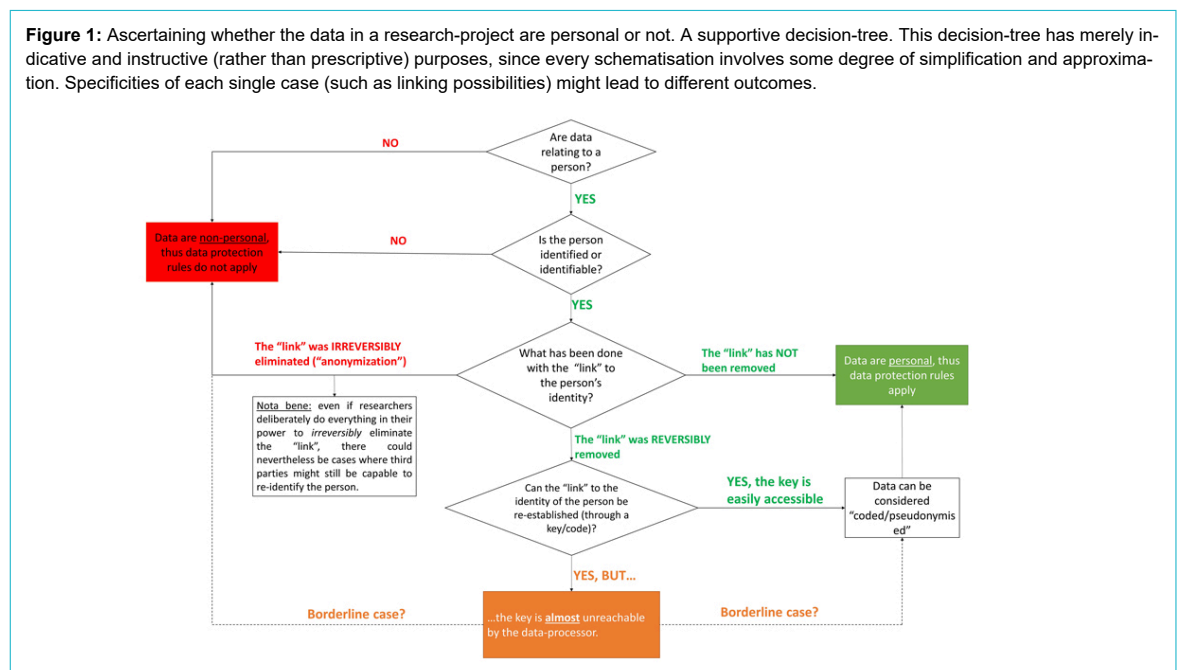 Figure 1: Ascertaining whether the data in a research-project are personal or not. A supportive decision-tree. This decision-tree has merely in-
dicative and instructive (rather than prescriptive) purposes, since every schematisation involves some degree of simplification and approxima-
tion. Specificities of each single case (such as linking possibilities) might lead to different outcomes.
Are data
relating to a
person?
NO
YES
Data are non-personal,
thus data protection
rules do not apply
NO
Is the person
identified or
identifiable?
YES
The “link” was IRREVERSIBLY
eliminated (“anonymization”)
What has been done
with the “link” to
the person’s
identity?
The “link” has NOT
been removed
Data are personal, thus
data protection rules
apply
Nota bene: even if researchers
deliberately do everything in their
power to irreversibly eliminate
the “link”, there could
nevertheless be cases where third
parties might still be capable to
re-identify the person.
The “link” was REVERSIBLY
removed
Can the “link” to the
identity of the person be
re-established (through a
key/code)?
YES, the key is
easily accessible
Data can be
considered
“coded/pseudonymis
ed”
YES, BUT...
Borderline case?
...the key is almost unreachable
by the data-processor.
Borderline case?